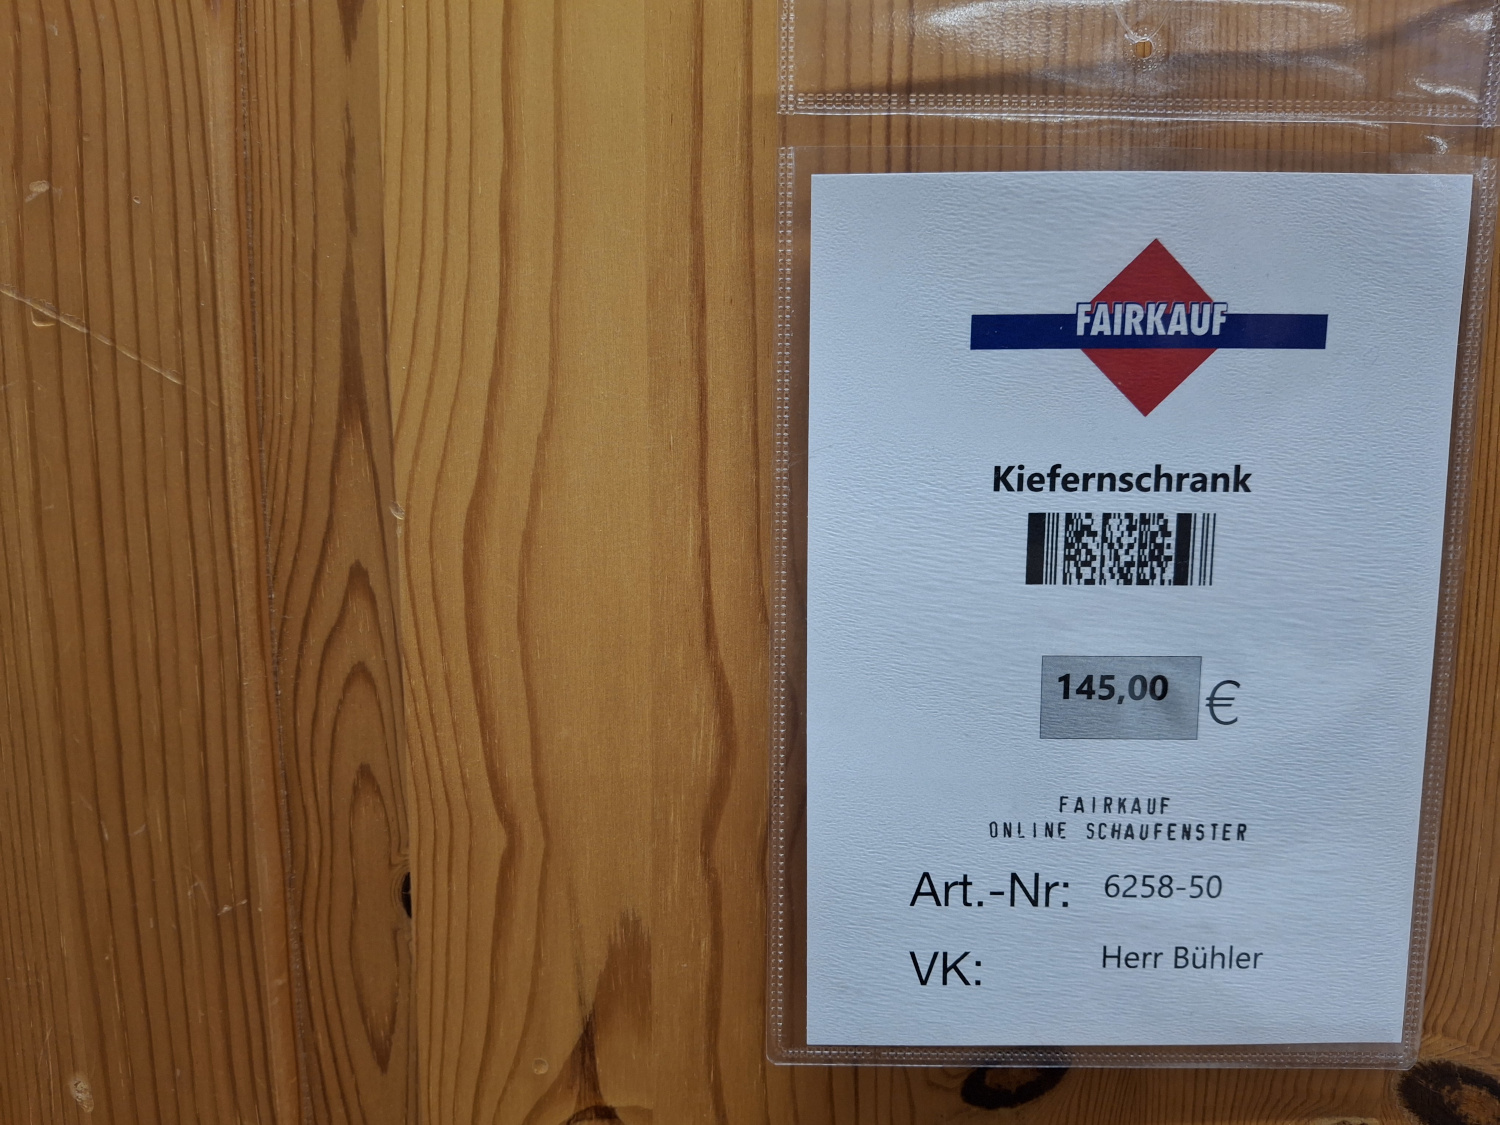 FAIRKAUF
Kiefernschrank
145,00 €
FAIRKAUF
ONLINE SCHAUFENSTER
Art.-Nr: 6258-50
VK: Herr Bühler